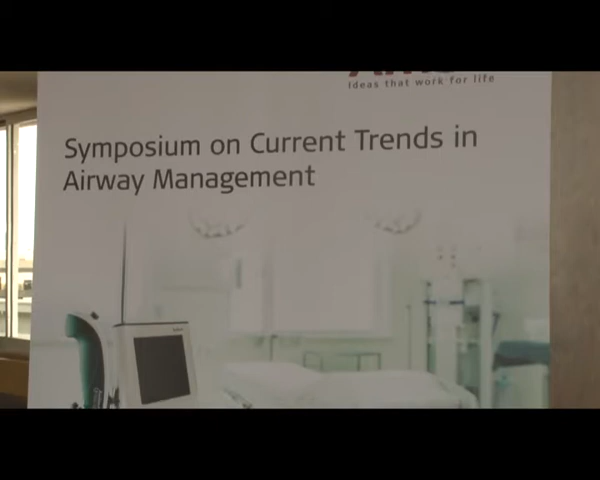 Ideas that work for life
Symposium on Current Trends in
Airway Management